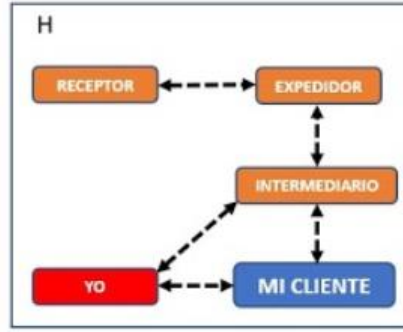 H
RECEPTOR
EXPEDIDOR
INTERMEDIARIO
YO
MI CLIENTE